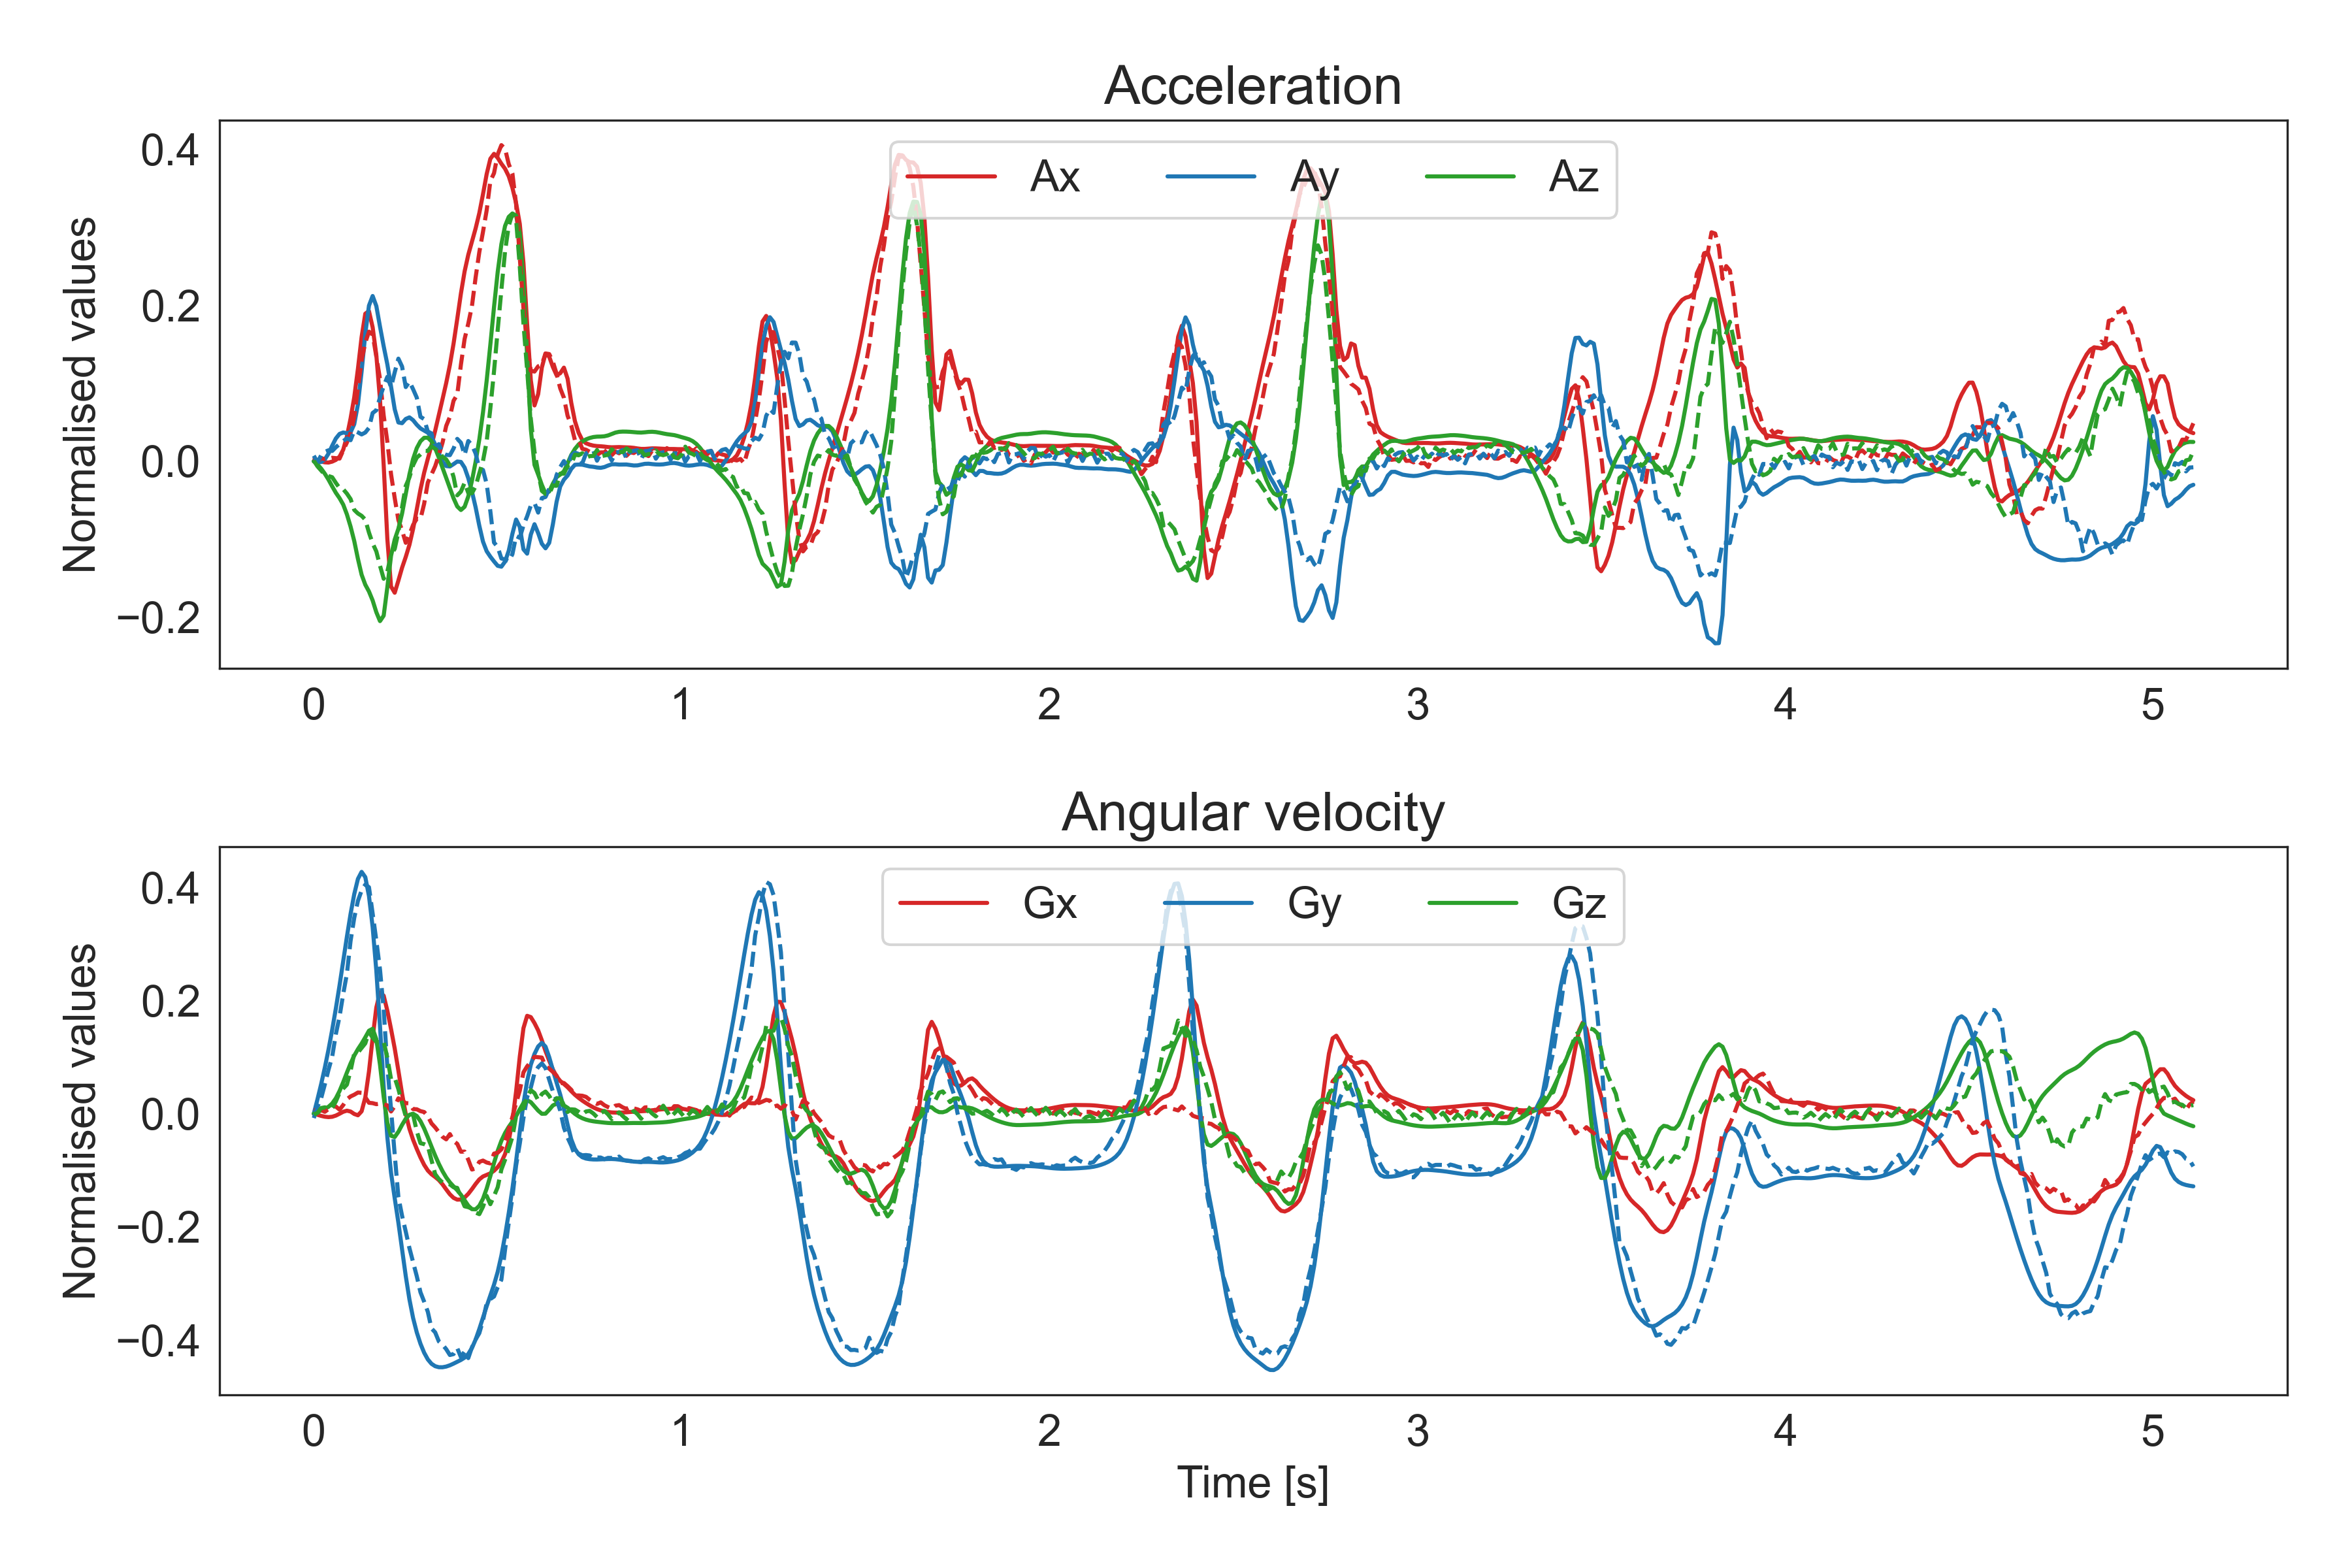 Acceleration
Ax Ay Az
Normalised values
0.4
0.2
0.0
−0.2
0 1 2 3 4 5
Angular velocity
Gx Gy Gz
Normalised values
0.4
0.2
0.0
−0.2
−0.4
0 1 2 3 4 5
Time [s]